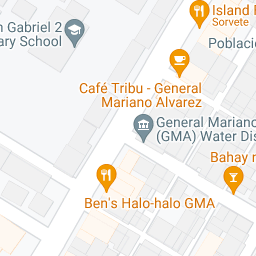 Island
Sorvete
n Gabriel 2
ary School
Poblacio
Café Tribu - General
Mariano Alvarez
General Mariano
(GMA) Water Dis
Bahay
Ben's Halo-halo GMA